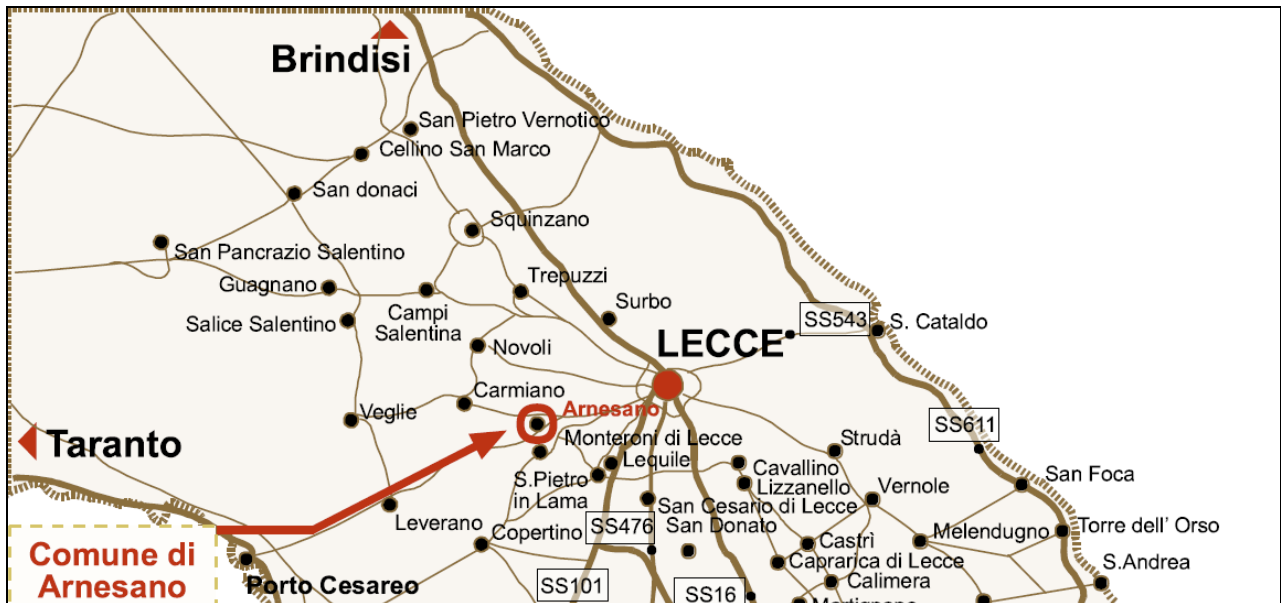 Brindisi
San Pietro Vernotico
Cellino San Marco
San donaci
Squinzano
San Pancrazio Salentino
Trepuzzi
Guagnano
Surbo
Campi
Salentina
SS543
S. Cataldo
Salice Salentino
LECCE
Novoli
Carmiano
Arnesano
Veglie
SS611
Taranto
Monteroni di Lecce
Strudà
Lequile
Cavallino
S.Pietro
in Lama
Lizzanello
San Foca
Vernole
San Cesario di Lecce
Leverano
Copertino
SS476
San Donato
Melendugno
Torre dell' Orso
Castrì
Comune di
Arnesano
Caprarica di Lecce
S.Andrea
Porto Cesareo
SS101
Calimera
SS16
Martignano